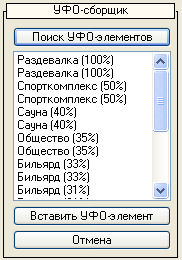 УФО-сборщик
Поиск УФО-элементов
Раздевалка (100%)
Раздевалка (100%)
Спорткомплекс (50%)
Спорткомплекс (50%)
Сауна (40%)
Сауна (40%)
Общество (35%)
Общество (35%)
Бильярд (33%)
Бильярд (33%)
Бильярд (31%)
Вставить УФО-элемент
Отмена